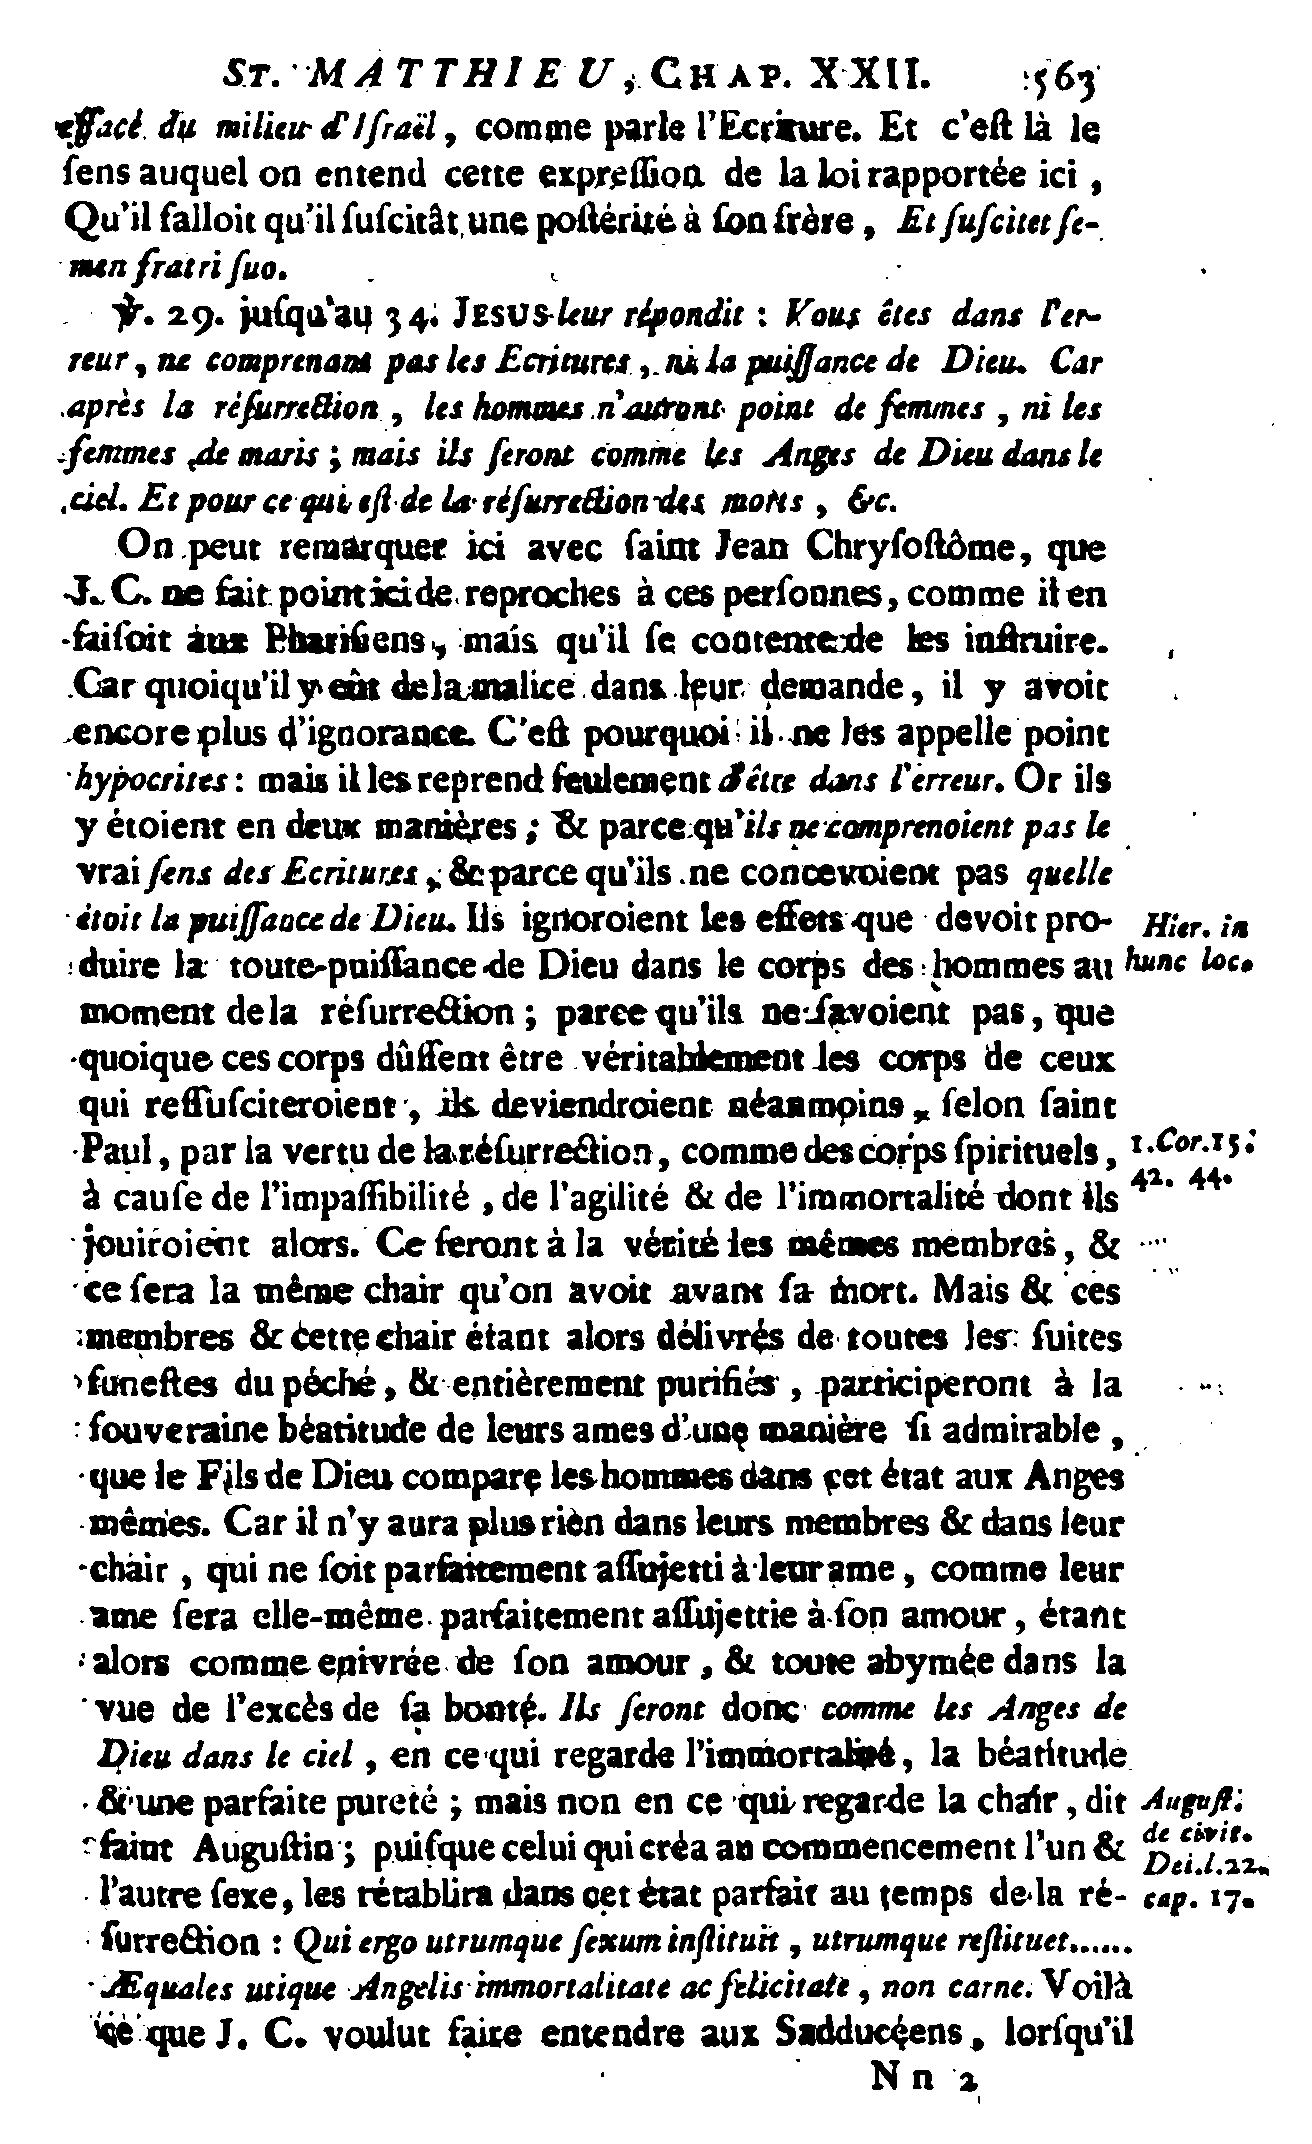 ST. MATTHIEU, CHAP. XXII. 563
effacé du milieu d'Iſraël, comme parle l'Ecriture. Et c'eſt là le
ſens auquel on entend cette expreſſion de la loi rapportée ici,
Qu'il falloit qu'il ſuſcitât une poſtérité à ſon frère, Et ſuſcitet ſe-
men fratri ſuo.
℣. 29. juſqu'au 34. JESUS leur répondit : Vous êtes dans l'er-
reur, ne comprenant pas les Ecritures, ni la puiſſance de Dieu. Car
après la réſurrection, les hommes n'auront point de femmes, ni les
femmes de maris ; mais ils ſeront comme les Anges de Dieu dans le
ciel. Et pour ce qui eſt de la réſurrection des morts, &c.
On peut remarquer ici avec ſaint Jean Chryſoſtôme, que
J. C. ne fait point ici de reproches à ces perſonnes, comme il en
faiſoit aux Phariſiens, mais qu'il ſe contente de les inſtruire.
Car quoiqu'il y eût de la malice dans leur demande, il y avoit
encore plus d'ignorance. C'eſt pourquoi il ne les appelle point
hypocrites : mais il les reprend ſeulement d'être dans l'erreur. Or ils
y étoient en deux manières ; & parce qu'ils ne comprenoient pas le
vrai ſens des Ecritures, & parce qu'ils ne concevoient pas quelle
étoit la puiſſance de Dieu. Ils ignoroient les effets que devoit pro-
Hier. in
duire la toute-puiſſance de Dieu dans le corps des hommes au
hunc loc.
moment de la réſurrection ; parce qu'ils ne ſavoient pas, que
quoique ces corps dûſſent être véritablement les corps de ceux
qui reſſuſciteroient, ils deviendroient néanmoins, ſelon ſaint
Paul, par la vertu de la réſurrection, comme des corps ſpirituels,
1. Cor. 15.
à cauſe de l'impaſſibilité, de l'agilité & de l'immortalité dont ils
42. 44.
jouiroient alors. Ce ſeront à la vérité les mêmes membres, &
ce ſera la même chair qu'on avoit avant ſa mort. Mais & ces
membres & cette chair étant alors délivrés de toutes les ſuites
funeſtes du péché, & entièrement purifiés, participeront à la
ſouveraine béatitude de leurs ames d'une manière ſi admirable,
que le Fils de Dieu compare les hommes dans cet état aux Anges
mêmes. Car il n'y aura plus rien dans leurs membres & dans leur
chair, qui ne ſoit parfaitement aſſujetti à leur ame, comme leur
ame ſera elle-même parfaitement aſſujettie à ſon amour, étant
alors comme enivrée de ſon amour, & toute abymée dans la
vue de l'excès de ſa bonté. Ils ſeront donc comme les Anges de
Dieu dans le ciel, en ce qui regarde l'immortalité, la béatitude
& une parfaite pureté ; mais non en ce qui regarde la chair, dit
Auguſt.
ſaint Auguſtin ; puiſque celui qui créa au commencement l'un &
de civit.
Dei. l. 22.
l'autre ſexe, les rétablira dans cet état parfait au temps de la ré-
cap. 17.
ſurrection : Qui ergo utrumque ſexum inſtituit, utrumque reſtituet......
Æquales utique Angelis immortalitate ac felicitate, non carne. Voilà
ce que J. C. voulut faire entendre aux Sadducéens, lorſqu'il
N n 2